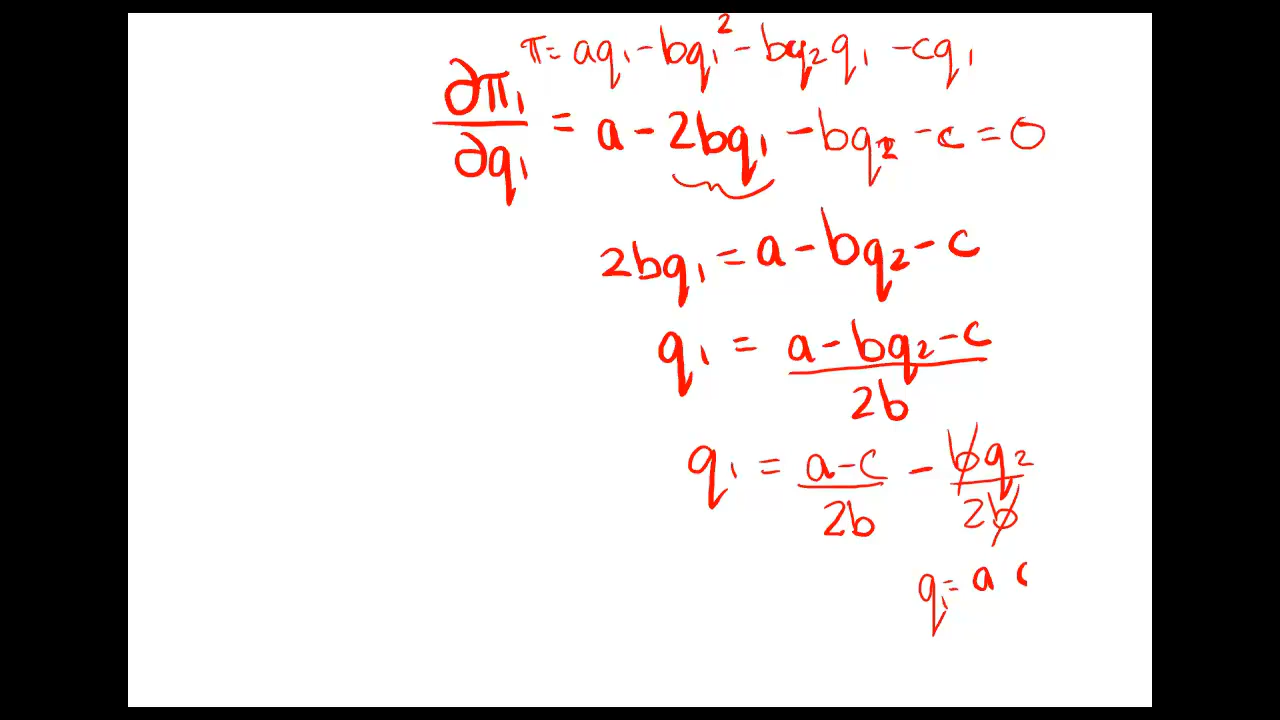 π = aq₁ - bq₁² - bq₂q₁ - cq₁
∂π₁/∂q₁ = a - 2bq₁ - bq₂ - c = 0
2bq₁ = a - bq₂ - c
q₁ = (a - bq₂ - c)/2b
q₁ = (a - c)/2b - bq₂/2b
q₁ = a c